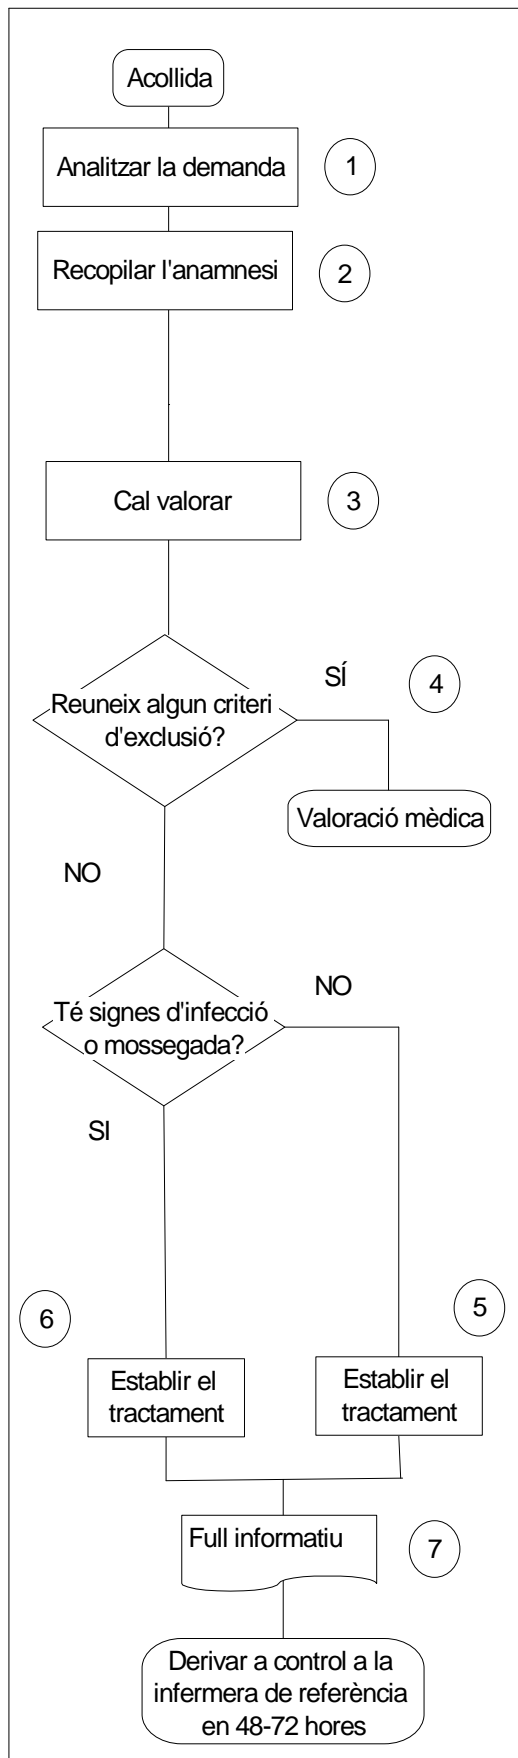 Acollida
Analitzar la demanda
1
Recopilar l'anamnesi
2
Cal valorar
3
SÍ
4
Reuneix algun criteri
d'exclusió?
Valoració mèdica
NO
NO
Té signes d'infecció
o mossegada?
SI
6
5
Establir el
tractament
Establir el
tractament
Full informatiu
7
Derivar a control a la
infermera de referència
en 48-72 hores